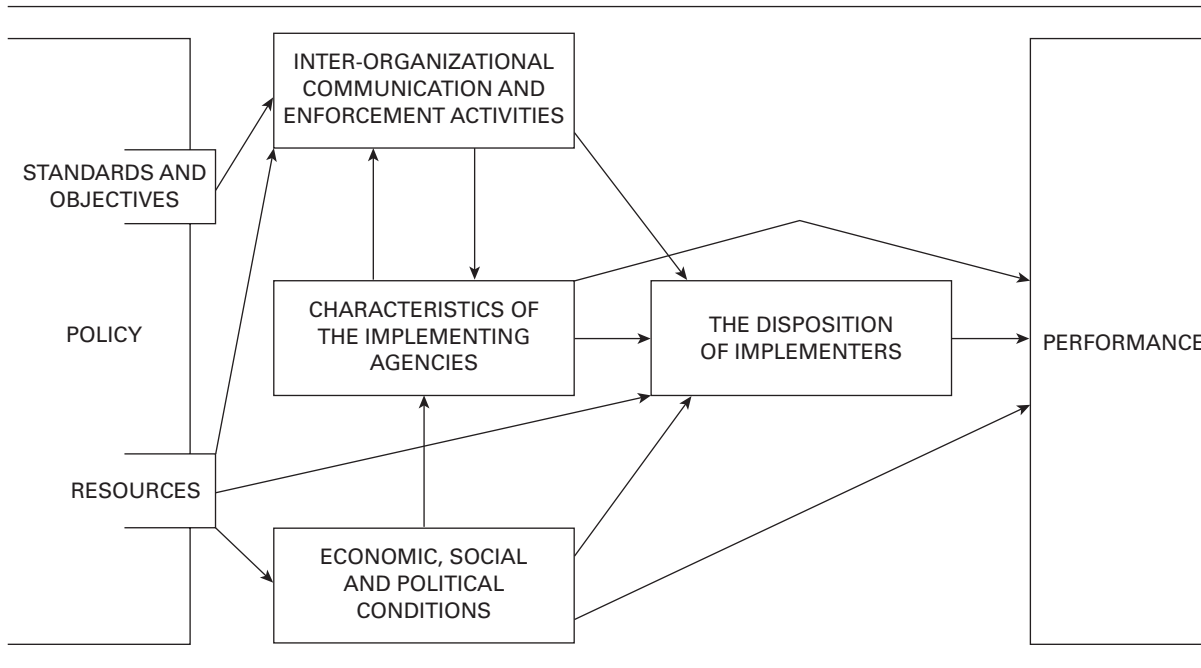 INTER-ORGANIZATIONAL
COMMUNICATION AND
ENFORCEMENT ACTIVITIES
STANDARDS AND
OBJECTIVES
POLICY
CHARACTERISTICS OF
THE IMPLEMENTING
AGENCIES
THE DISPOSITION
OF IMPLEMENTERS
PERFORMANCE
RESOURCES
ECONOMIC, SOCIAL
AND POLITICAL
CONDITIONS